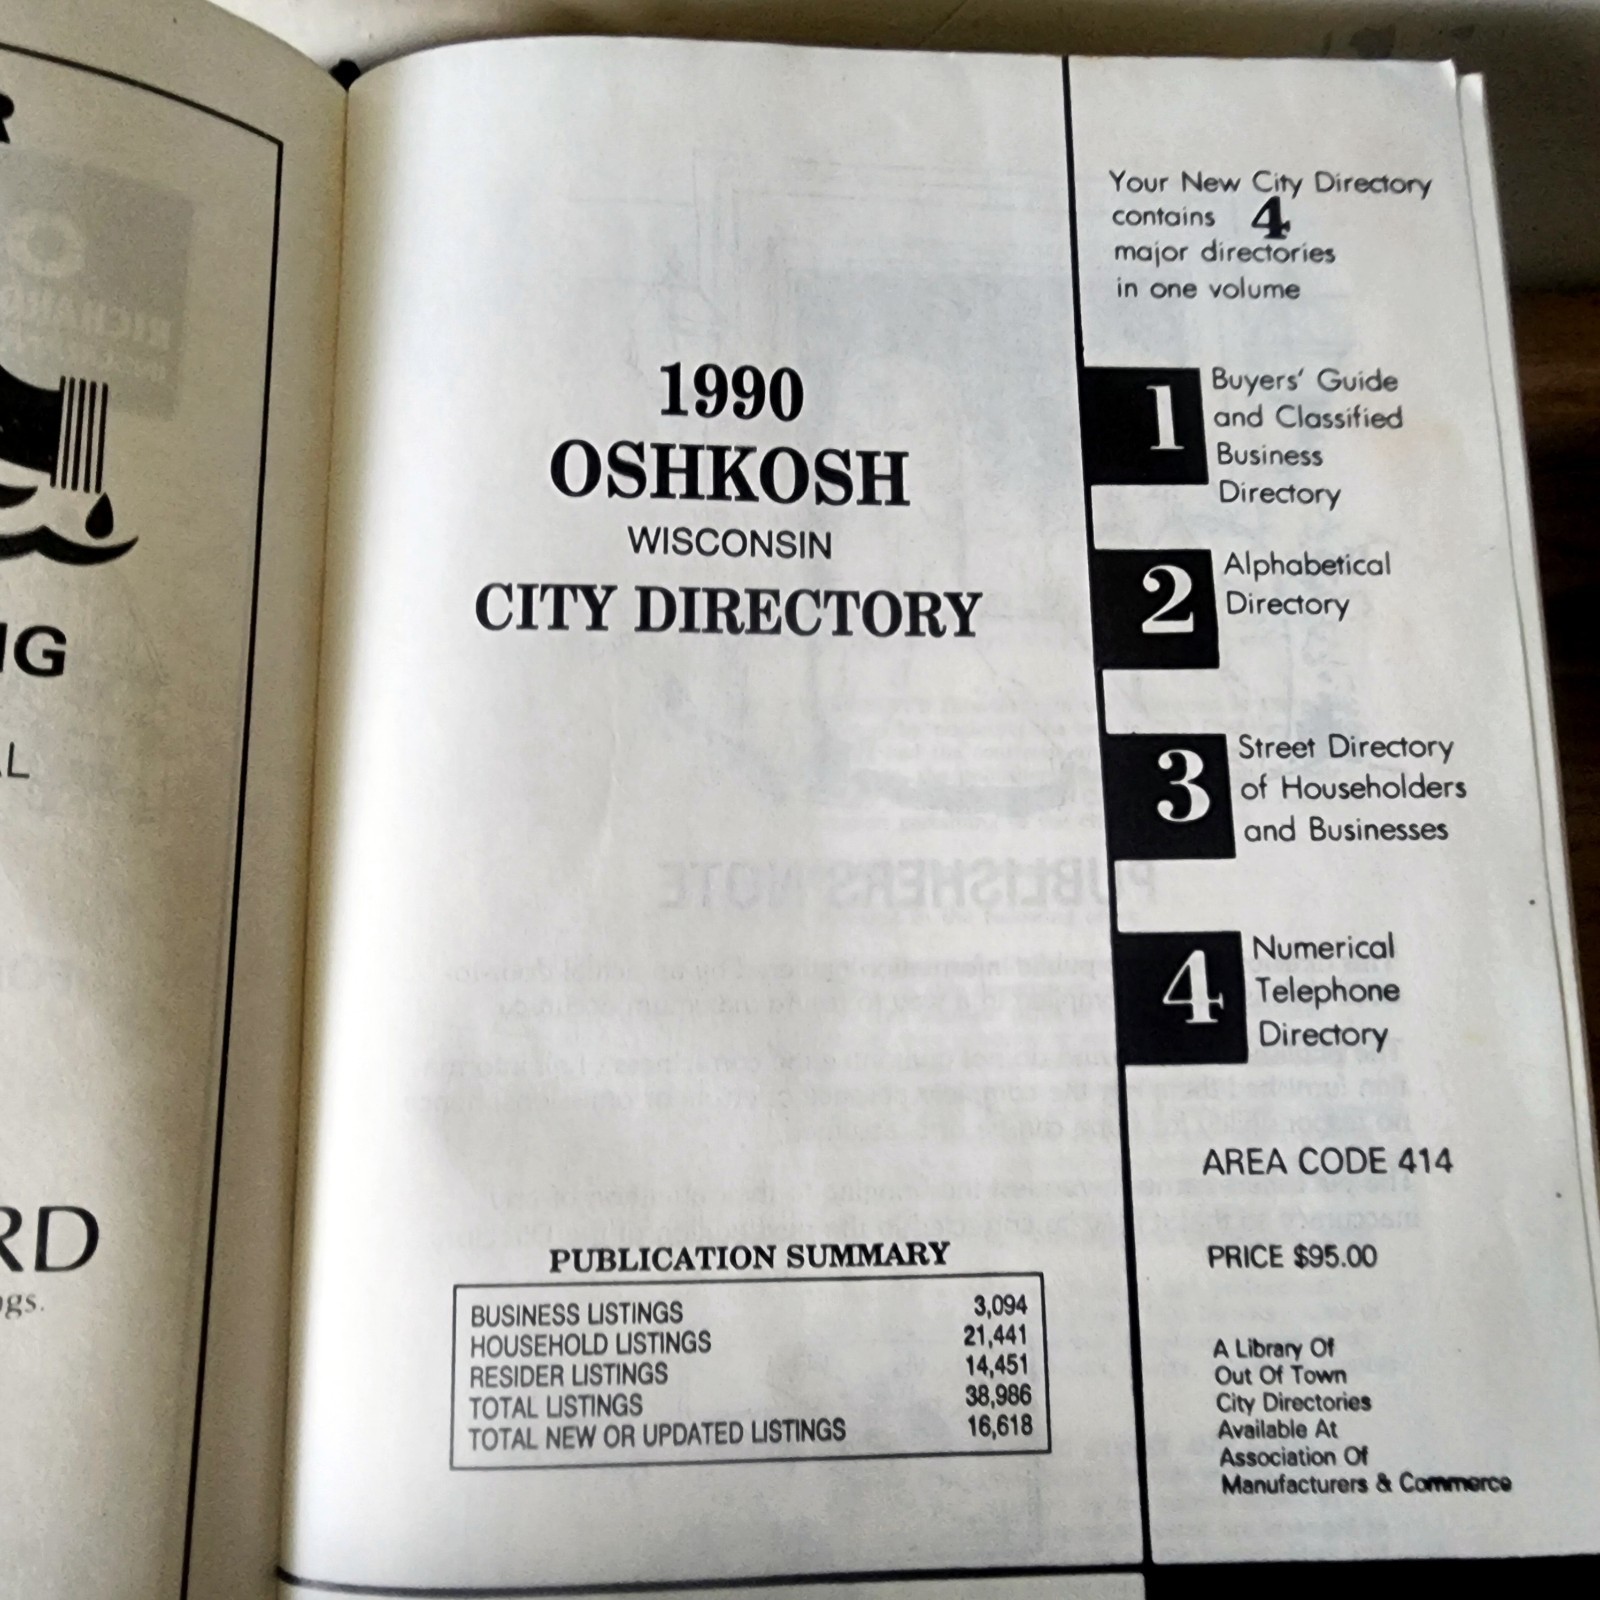 R
NG
AL
RD
ngs.
1990
OSHKOSH
WISCONSIN
CITY DIRECTORY
PUBLICATION SUMMARY
BUSINESS LISTINGS 3,094
HOUSEHOLD LISTINGS 21,441
RESIDER LISTINGS 14,451
TOTAL LISTINGS 38,986
TOTAL NEW OR UPDATED LISTINGS 16,618
Your New City Directory
contains 4
major directories
in one volume
1 Buyers' Guide
and Classified
Business
Directory
2 Alphabetical
Directory
3 Street Directory
of Householders
and Businesses
4 Numerical
Telephone
Directory
AREA CODE 414
PRICE $95.00
A Library Of
Out Of Town
City Directories
Available At
Association Of
Manufacturers & Commerce
PUBLISHERS NOTE